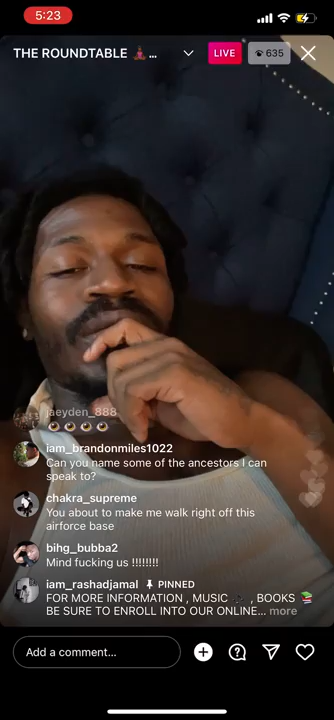 5:23
THE ROUNDTABLE 🧘🏾‍♂️ ...
LIVE
635
jaeyden_888
👁️👁️👁️👁️
iam_brandonmiles1022
Can you name some of the ancestors I can
speak to?
chakra_supreme
You about to make me walk right off this
airforce base
bihg_bubba2
Mind fucking us !!!!!!!!
iam_rashadjamal PINNED
FOR MORE INFORMATION , MUSIC 🎶 , BOOKS 📚
BE SURE TO ENROLL INTO OUR ONLINE... more
Add a comment...